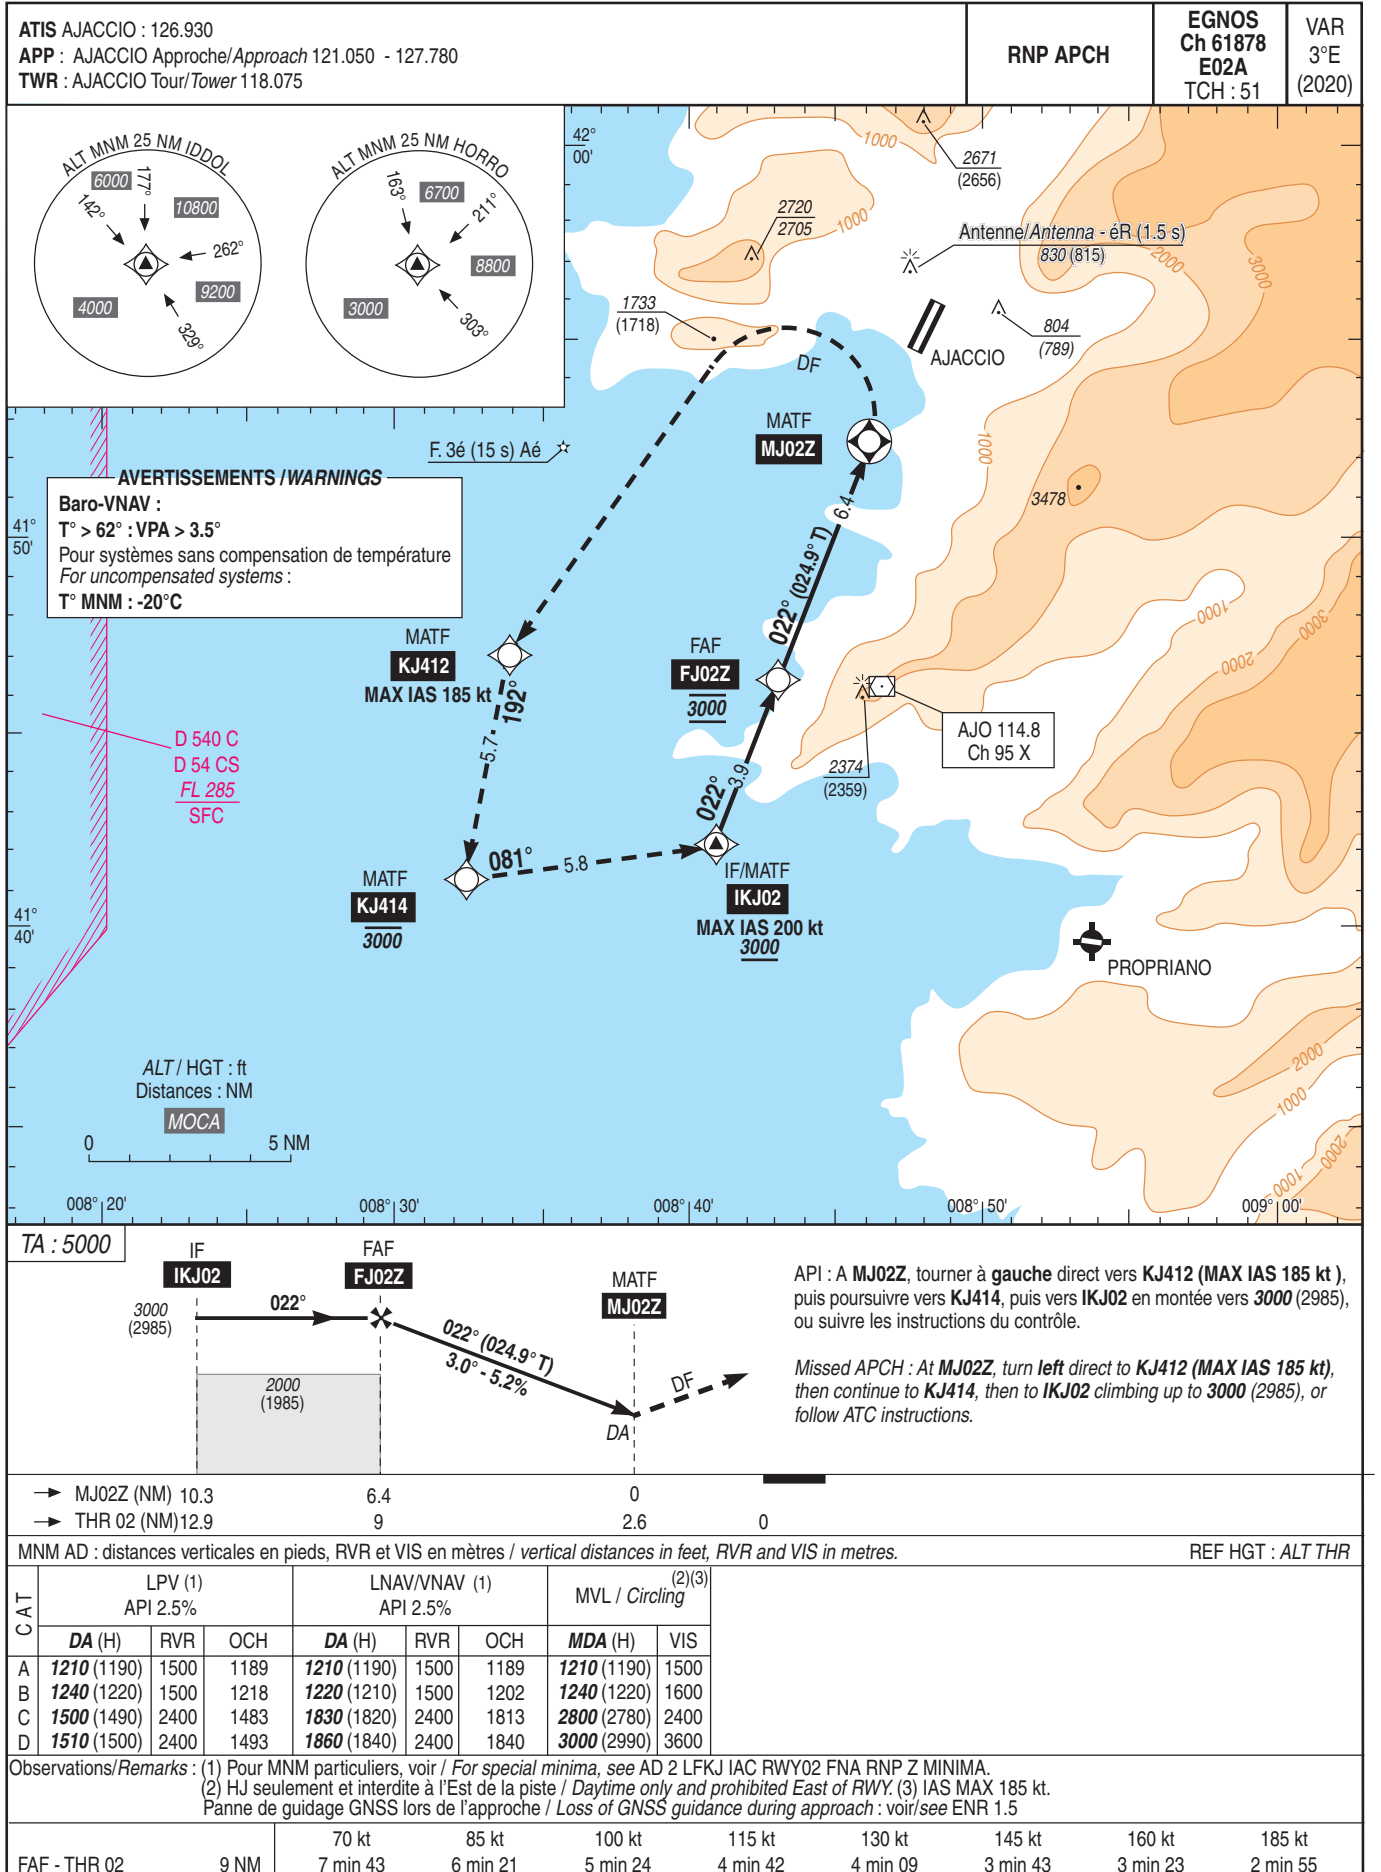 ATIS AJACCIO : 126.930
APP : AJACCIO Approche/Approach 121.050 - 127.780
TWR : AJACCIO Tour/Tower 118.075
RNP APCH
EGNOS
Ch 61878
E02A
TCH : 51
VAR
3°E
(2020)
ALT MNM 25 NM IDDOL
6000
177°
142°
10800
262°
4000
9200
329°
ALT MNM 25 NM HORRO
163°
6700
211°
8800
3000
303°
42°
00'
1000
2671
(2656)
2720
2705
1000
Antenne/Antenna - éR (1.5 s)
830 (815)
2000
3000
1733
(1718)
804
(789)
AJACCIO
DF
MATF
MJ02Z
F. 3é (15 s) Aé
1000
3478
AVERTISSEMENTS / WARNINGS
Baro-VNAV :
T° > 62° : VPA > 3.5°
Pour systèmes sans compensation de température
For uncompensated systems :
T° MNM : -20°C
41°
50'
6.4
022° (024.9° T)
1000
3000
2000
MATF
KJ412
MAX IAS 185 kt
FAF
FJ02Z
3000
192°
5.7
AJO 114.8
Ch 95 X
2374
(2359)
D 540 C
D 54 CS
FL 285
SFC
022°
3.9
081°
5.8
MATF
KJ414
3000
IF/MATF
IKJ02
MAX IAS 200 kt
3000
41°
40'
PROPRIANO
ALT / HGT : ft
Distances : NM
MOCA
0 5 NM
2000
1000
2000
1000
008° 20' 008° 30' 008° 40' 008° 50' 009° 00'
TA : 5000
IF
IKJ02
FAF
FJ02Z
MATF
MJ02Z
3000
(2985)
022°
022° (024.9° T)
3.0° - 5.2%
2000
(1985)
DF
DA
API : A MJ02Z, tourner à gauche direct vers KJ412 (MAX IAS 185 kt ),
puis poursuivre vers KJ414, puis vers IKJ02 en montée vers 3000 (2985),
ou suivre les instructions du contrôle.
Missed APCH : At MJ02Z, turn left direct to KJ412 (MAX IAS 185 kt),
then continue to KJ414, then to IKJ02 climbing up to 3000 (2985), or
follow ATC instructions.
MJ02Z (NM) 10.3 6.4 0
THR 02 (NM) 12.9 9 2.6 0
MNM AD : distances verticales en pieds, RVR et VIS en mètres / vertical distances in feet, RVR and VIS in metres. REF HGT : ALT THR
CAT
LPV (1)
API 2.5%
LNAV/VNAV (1)
API 2.5%
MVL / Circling (2)(3)
DA (H) RVR OCH DA (H) RVR OCH MDA (H) VIS
A 1210 (1190) 1500 1189 1210 (1190) 1500 1189 1210 (1190) 1500
B 1240 (1220) 1500 1218 1220 (1210) 1500 1202 1240 (1220) 1600
C 1500 (1490) 2400 1483 1830 (1820) 2400 1813 2800 (2780) 2400
D 1510 (1500) 2400 1493 1860 (1840) 2400 1840 3000 (2990) 3600
Observations/Remarks : (1) Pour MNM particuliers, voir / For special minima, see AD 2 LFKJ IAC RWY02 FNA RNP Z MINIMA.
(2) HJ seulement et interdite à l'Est de la piste / Daytime only and prohibited East of RWY. (3) IAS MAX 185 kt.
Panne de guidage GNSS lors de l'approche / Loss of GNSS guidance during approach : voir/see ENR 1.5
70 kt 85 kt 100 kt 115 kt 130 kt 145 kt 160 kt 185 kt
FAF - THR 02 9 NM 7 min 43 6 min 21 5 min 24 4 min 42 4 min 09 3 min 43 3 min 23 2 min 55